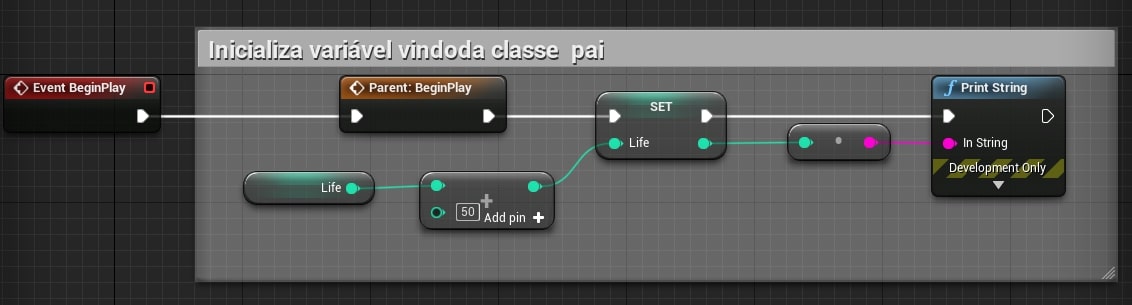 Inicializa variável vindoda classe  pai
Event BeginPlay
Parent: BeginPlay
SET
Print String
Life
In String
Development Only
Life
50
Add pin